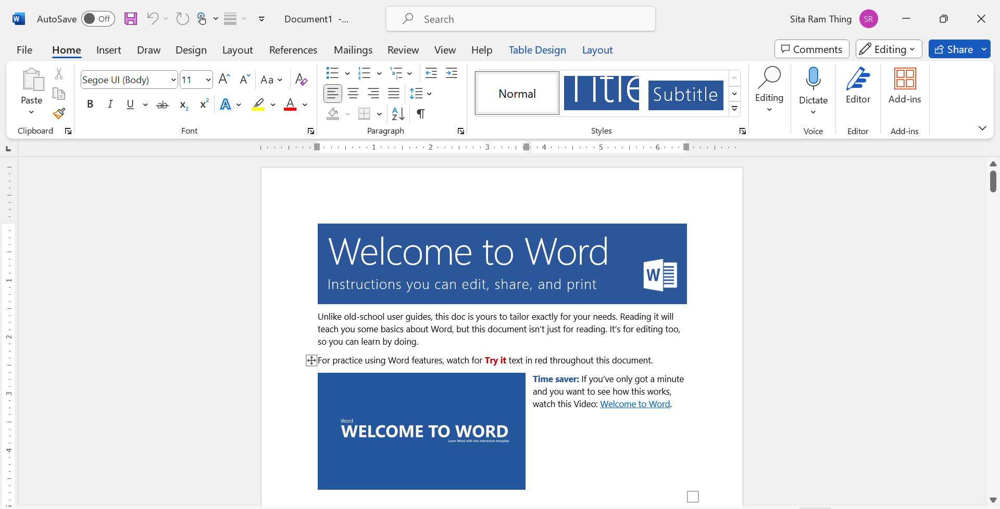 AutoSave Off Document1 -... Search Sita Ram Thing SR
File Home Insert Draw Design Layout References Mailings Review View Help Table Design Layout Comments Editing Share
Paste
Clipboard
Segoe UI (Body) 11 Aa
B I U ab x₂ x² A A
Font
A Z ¶
Paragraph
Normal Title Subtitle
Styles
Editing
Dictate
Voice
Editor
Editor
Add-ins
Add-ins
1 2 3 4 5 6
1
2
3
4
Welcome to Word
Instructions you can edit, share, and print
W
Unlike old-school user guides, this doc is yours to tailor exactly for your needs. Reading it will
teach you some basics about Word, but this document isn't just for reading. It's for editing too,
so you can learn by doing.
For practice using Word features, watch for Try it text in red throughout this document.
Word
WELCOME TO WORD
Learn Word with this interactive template
Time saver: If you've only got a minute
and you want to see how this works,
watch this Video: Welcome to Word.